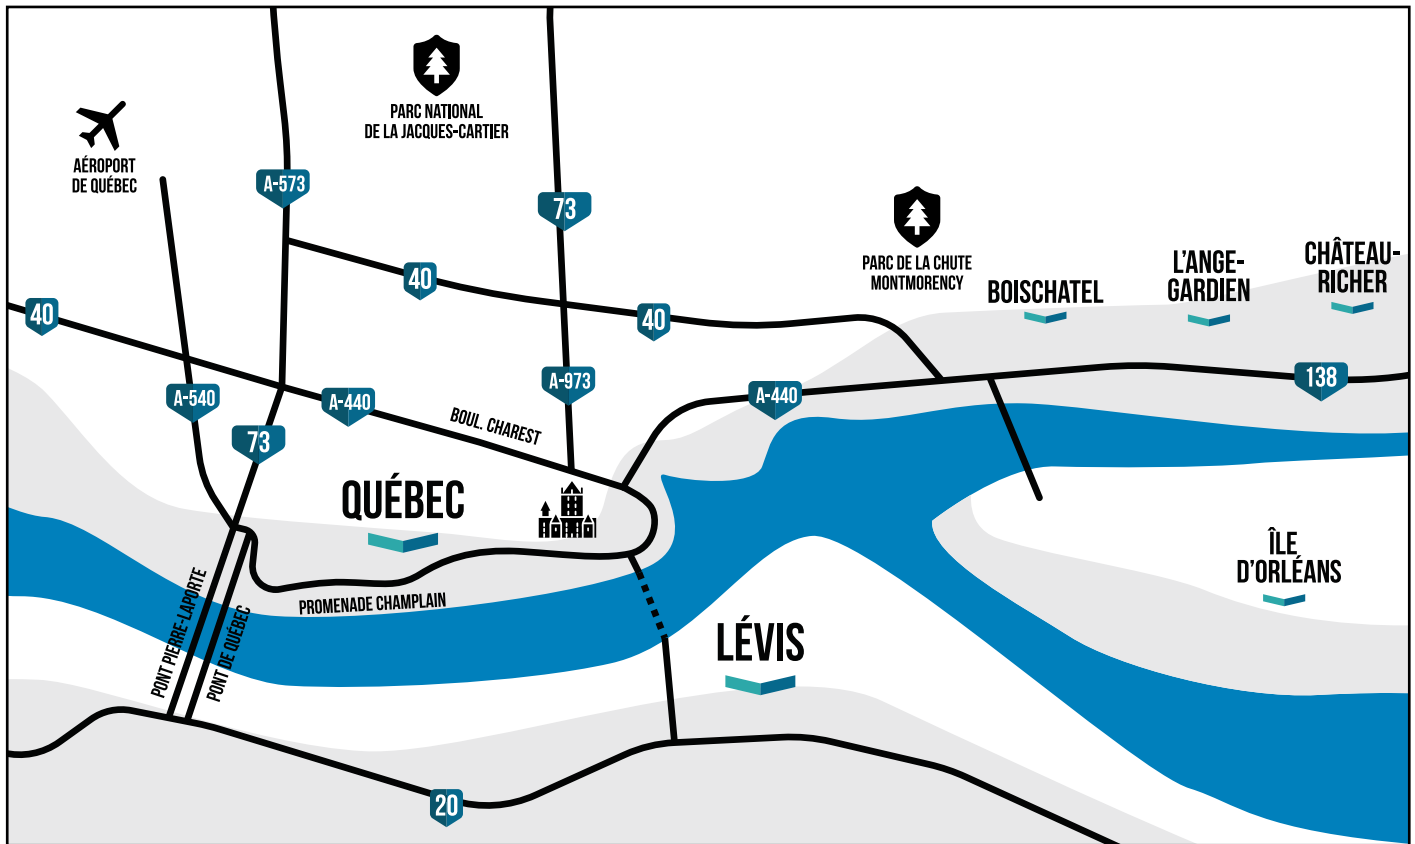 PARC NATIONAL
DE LA JACQUES-CARTIER
AÉROPORT
DE QUÉBEC
A-573
73
PARC DE LA CHUTE
MONTMORENCY
BOISCHATEL
L'ANGE-
GARDIEN
CHÂTEAU-
RICHER
40
40
40
A-540
A-440
73
BOUL. CHAREST
A-973
A-440
138
QUÉBEC
ÎLE
D'ORLÉANS
PROMENADE CHAMPLAIN
PONT PIERRE-LAPORTE
PONT DE QUÉBEC
LÉVIS
20